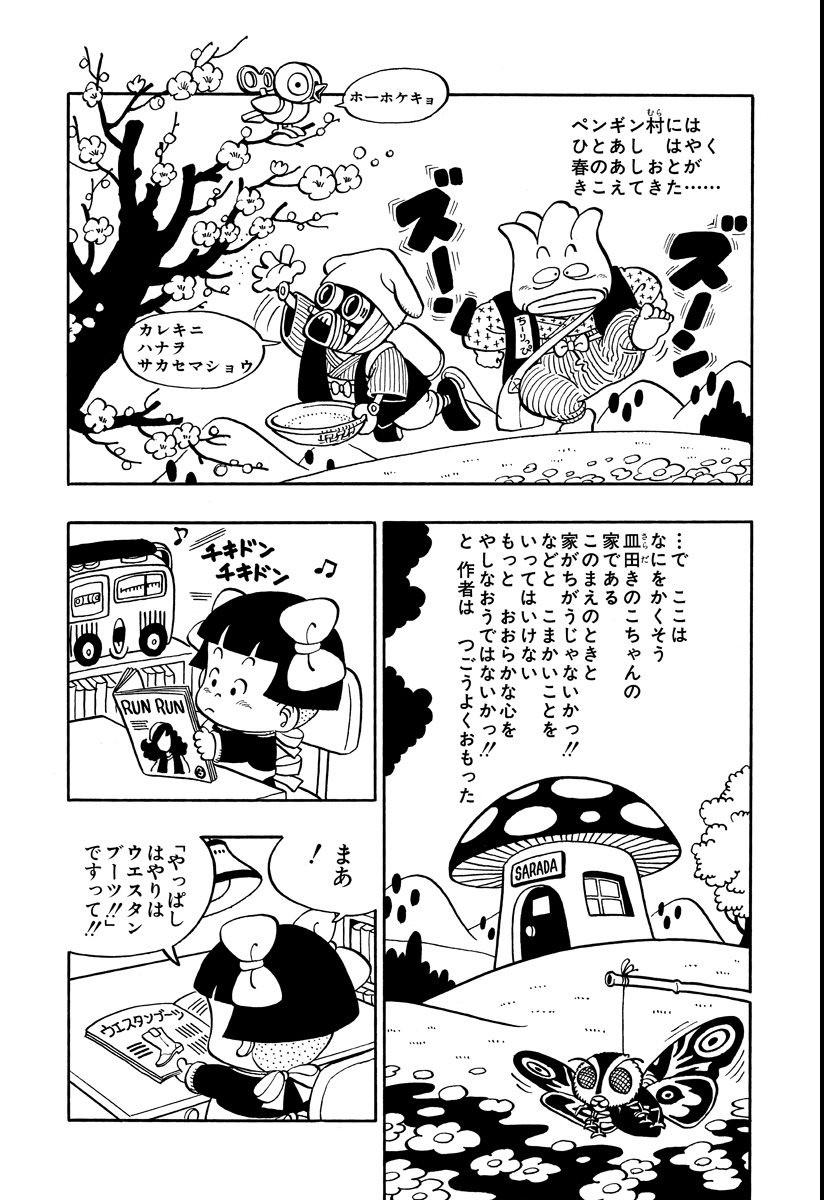 ペンギン村には
ひとあし はやく
春のあしおとが
きこえてきた……
ズーン
ちーりっぴ
ズーン
ホーホケキョ
カレキニ
ハナヲ
サカセマショウ
…で ここは
なにをかくそう
皿田きのこちゃんの
家である
このまえのときと
家がちがうじゃないかっ!!
などと こまかいことを
いってはいけない
もっと おおらかな心を
やしなおうではないかっ!!
と 作者は つごうよくおもった
SARADA
チキドン
チキドン
RUN RUN
まあ
!
「やっぱし
はやりは
ウエスタン
ブーツ!!」
ですって!!
ウエスタンブーツ